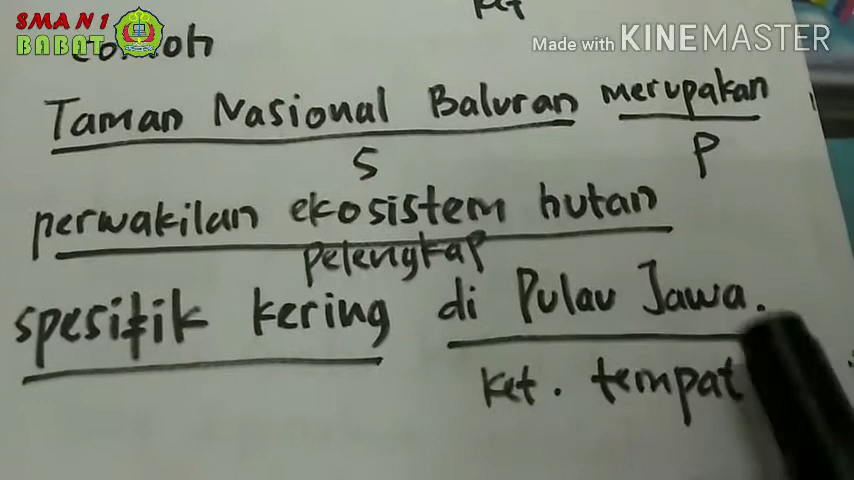 SMA N 1
BABAT
Made with KINEMASTER
Contoh
Taman Nasional Baluran merupakan
S P
perwakilan ekosistem hutan
Pelengkap
spesifik kering di Pulau Jawa.
Ket. tempat